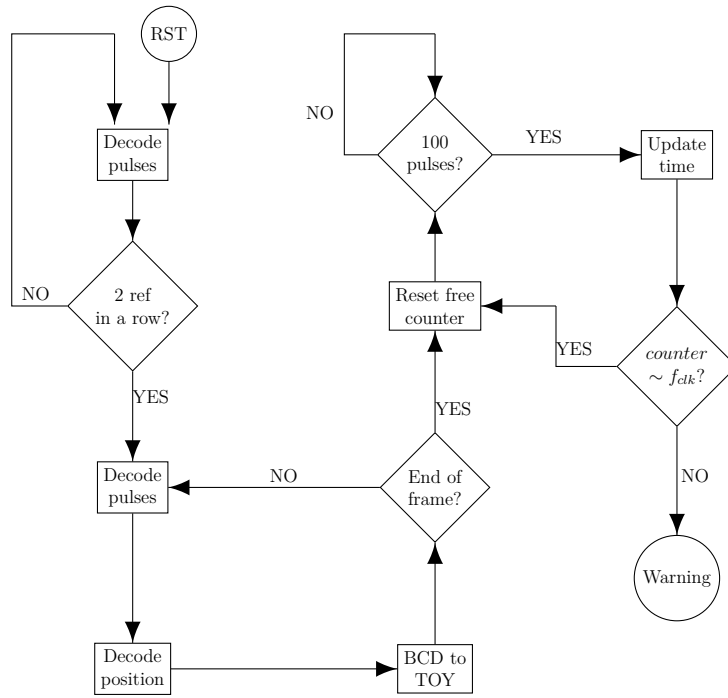 RST
Decode
pulses
2 ref
in a row?
NO
YES
Decode
pulses
Decode
position
BCD to
TOY
End of
frame?
NO
YES
Reset free
counter
100
pulses?
NO
YES
Update
time
counter
∼ f_clk?
YES
NO
Warning